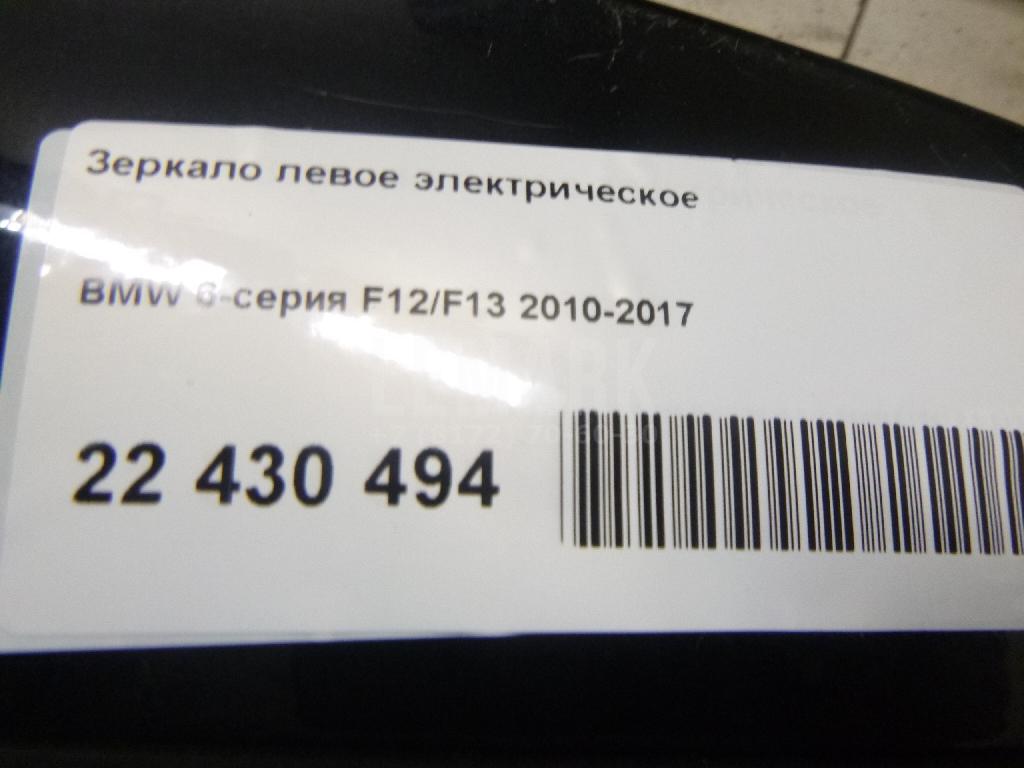 Зеркало левое электрическое
BMW 6-серия F12/F13 2010-2017
22 430 494